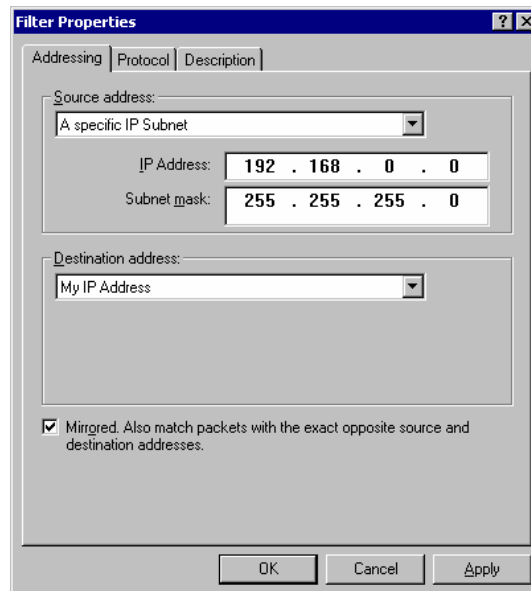 Filter Properties
Addressing Protocol Description
Source address:
A specific IP Subnet
IP Address: 192 . 168 . 0 . 0
Subnet mask: 255 . 255 . 255 . 0
Destination address:
My IP Address
Mirrored. Also match packets with the exact opposite source and
destination addresses.
OK Cancel Apply